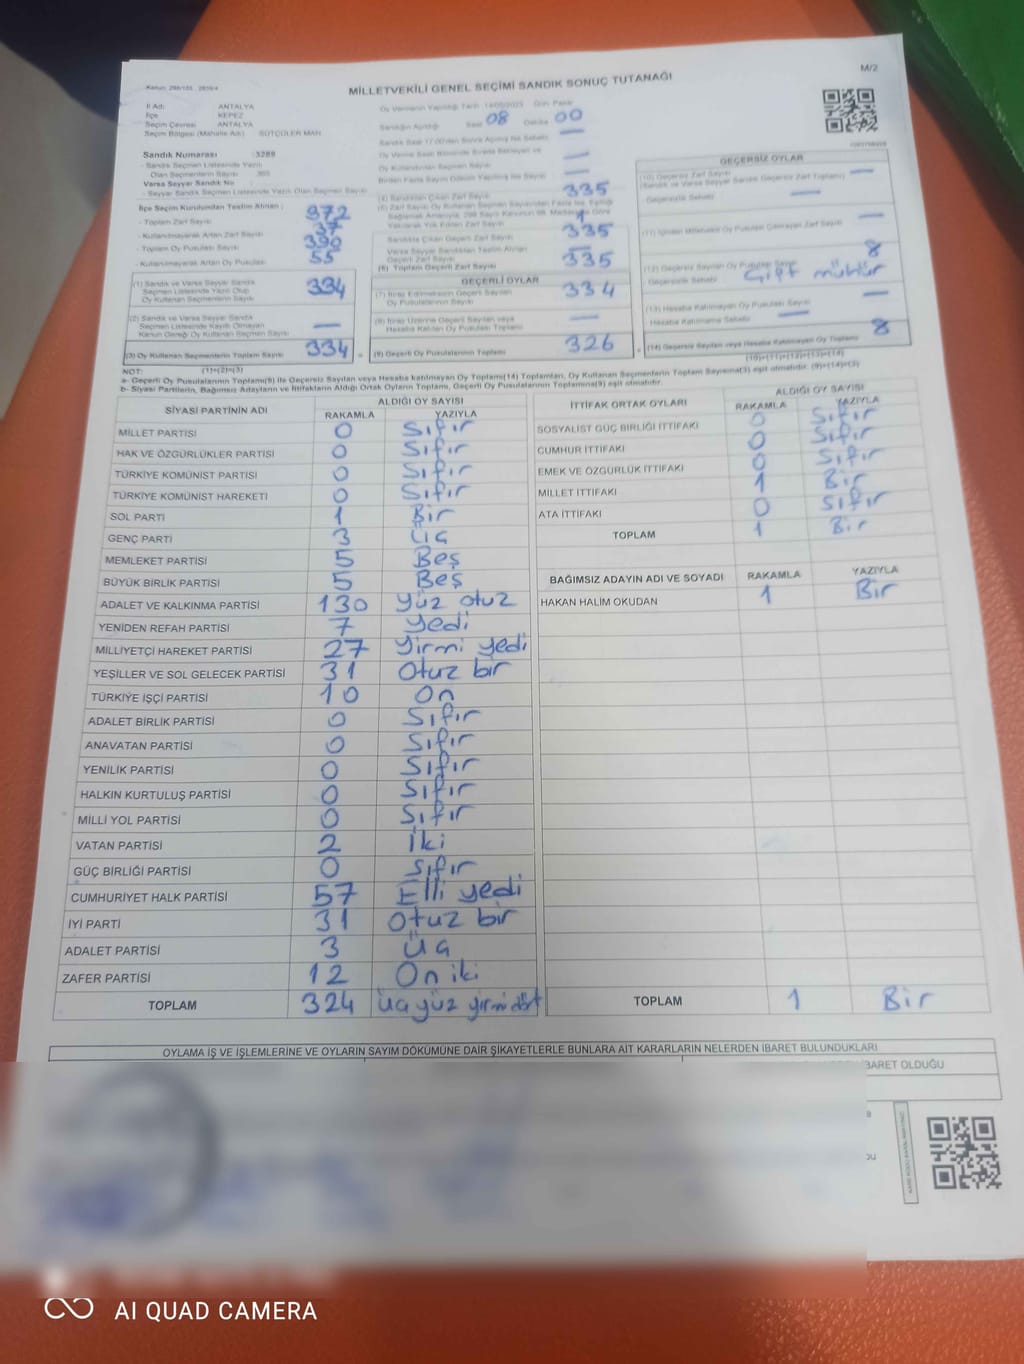 M/2
MİLLETVEKİLİ GENEL SEÇİMİ SANDIK SONUÇ TUTANAĞI
İl Adı: ANTALYA
İlçe KEPEZ
Seçim Çevresi ANTALYA
Seçim Bölgesi (Mahalle Adı) SÜTÇÜLER MAH
Saat 08 Dakika 00
Sandık Numarası :3289
Varsa Seyyar Sandık No
335
İlçe Seçim Kurulundan Teslim Alınan :
- Toplam Zarf Sayısı 372
- Kullanılmayarak Artan Zarf Sayısı 37
- Toplam Oy Pusulası Sayısı 390
- Kullanılmayarak Artan Oy Pusulası 55
335
(6) Toplam Geçerli Zarf Sayısı 335
(1) Sandık ve Varsa Seyyar Sandık
Seçmen Listesinde Yazılı Olup
Oy Kullanan Seçmenlerin Sayısı 334
(2) Sandık ve Varsa Seyyar Sandık
Seçmen Listesinde Kayıtlı Olmayan
Kanun Gereği Oy Kullanan Seçmen Sayısı —
(3) Oy Kullanan Seçmenlerin Toplam Sayısı 334
(1)+(2)=(3)
GEÇERLİ OYLAR
(7) İtiraz Edilmeksizin Geçerli Sayılan
Oy Pusulalarının Sayısı 334
(8) İtiraz Üzerine Geçerli Sayılan veya
Hesaba Katılan Oy Pusulası Toplamı —
(9) Geçerli Oy Pusulalarının Toplamı 326
GEÇERSİZ OYLAR
8
Çift mühür
(14) Geçersiz Sayılan veya Hesaba Katılmayan Oy Toplamı 8
(10)+(11)+(12)+(13)=(14)
NOT:
a- Geçerli Oy Pusulalarının Toplamı(9) ile Geçersiz Sayılan veya Hesaba katılmayan Oy Toplamı(14) Toplamları, Oy Kullanan Seçmenlerin Toplam Sayısına(3) eşit olmalıdır. (9)+(14)=(3)
b- Siyasi Partilerin, Bağımsız Adayların ve İttifakların Aldığı Ortak Oyların Toplamı, Geçerli Oy Pusulalarının Toplamına(9) eşit olmalıdır.
SİYASİ PARTİNİN ADI ALDIĞI OY SAYISI
RAKAMLA YAZIYLA
MİLLET PARTİSİ 0 Sıfır
HAK VE ÖZGÜRLÜKLER PARTİSİ 0 Sıfır
TÜRKİYE KOMÜNİST PARTİSİ 0 Sıfır
TÜRKİYE KOMÜNİST HAREKETİ 0 Sıfır
SOL PARTİ 1 Bir
GENÇ PARTİ 3 Üç
MEMLEKET PARTİSİ 5 Beş
BÜYÜK BİRLİK PARTİSİ 5 Beş
ADALET VE KALKINMA PARTİSİ 130 Yüz otuz
YENİDEN REFAH PARTİSİ 7 Yedi
MİLLİYETÇİ HAREKET PARTİSİ 27 Yirmi yedi
YEŞİLLER VE SOL GELECEK PARTİSİ 31 Otuz bir
TÜRKİYE İŞÇİ PARTİSİ 10 On
ADALET BİRLİK PARTİSİ 0 Sıfır
ANAVATAN PARTİSİ 0 Sıfır
YENİLİK PARTİSİ 0 Sıfır
HALKIN KURTULUŞ PARTİSİ 0 Sıfır
MİLLİ YOL PARTİSİ 0 Sıfır
VATAN PARTİSİ 2 İki
GÜÇ BİRLİĞİ PARTİSİ 0 Sıfır
CUMHURİYET HALK PARTİSİ 57 Elli yedi
İYİ PARTİ 31 Otuz bir
ADALET PARTİSİ 3 Üç
ZAFER PARTİSİ 12 On iki
TOPLAM 324 Üç yüz yirmi dört
İTTİFAK ORTAK OYLARI ALDIĞI OY SAYISI
RAKAMLA YAZIYLA
SOSYALİST GÜÇ BİRLİĞİ İTTİFAKI 0 Sıfır
CUMHUR İTTİFAKI 0 Sıfır
EMEK VE ÖZGÜRLÜK İTTİFAKI 0 Sıfır
MİLLET İTTİFAKI 1 Bir
ATA İTTİFAKI 0 Sıfır
TOPLAM 1 Bir
BAĞIMSIZ ADAYIN ADI VE SOYADI RAKAMLA YAZIYLA
HAKAN HALİM OKUDAN 1 Bir
TOPLAM 1 Bir
OYLAMA İŞ VE İŞLEMLERİNE VE OYLARIN SAYIM DÖKÜMÜNE DAİR ŞİKAYETLERLE BUNLARA AİT KARARLARIN NELERDEN İBARET BULUNDUKLARI
BARET OLDUĞU
AI QUAD CAMERA